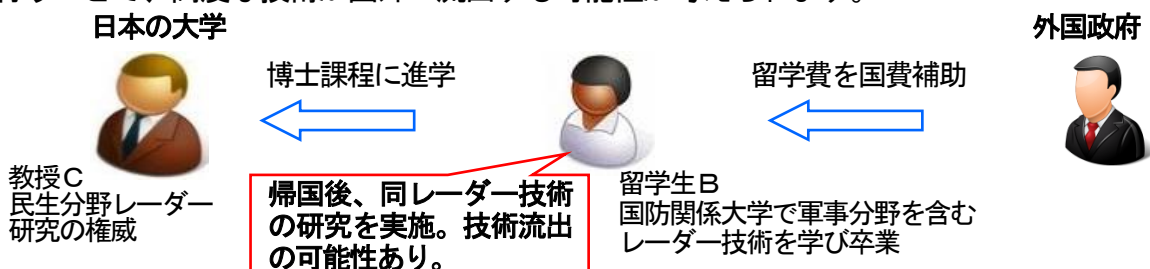 日本の大学
外国政府
博士課程に進学
留学費を国費補助
教授C
民生分野レーダー
研究の権威
帰国後、同レーダー技術
の研究を実施。技術流出
の可能性あり。
留学生B
国防関係大学で軍事分野を含む
レーダー技術を学び卒業